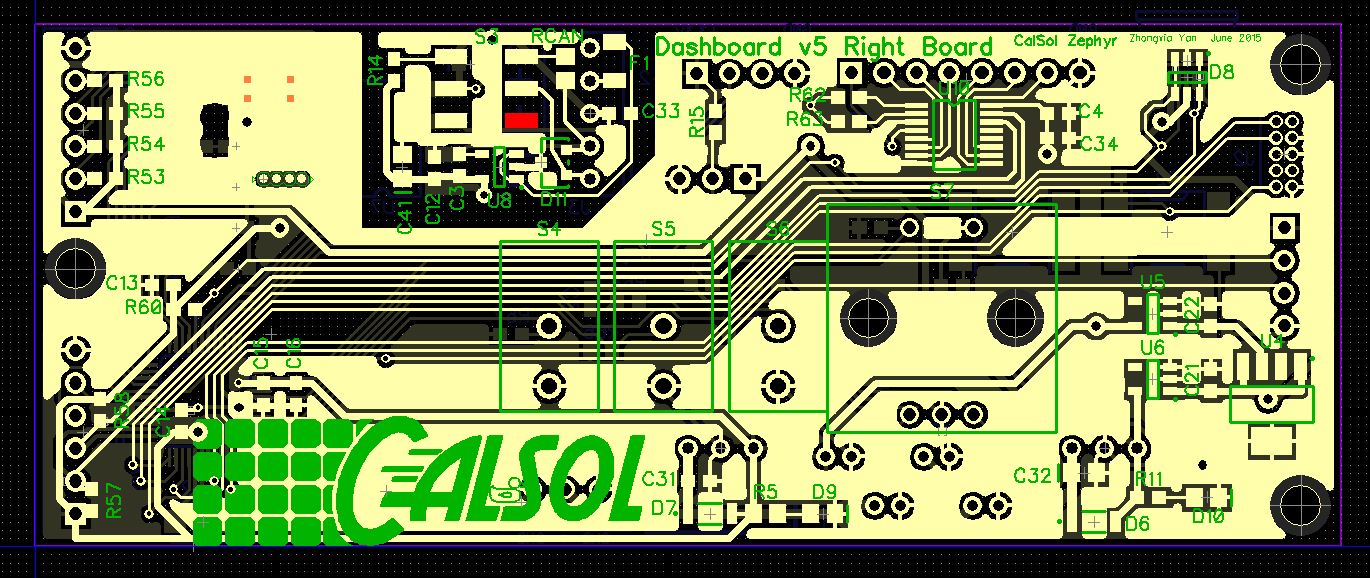 S3 RCAN
Dashboard v5 Right Board CalSol Zephyr Zhongxia Yan June 2015
R14 F1 D8
R56
R55
R54
R53
C33 R15 R62
R63 U10 C4
C34
C41 C12 C3 U8 D11
S4 S5 S6 S7
C13
R60
U5 C22
U6 C21 U4
C15 C16
R58 C14
R57
CALSOL
C31
D7 R5 D9
C32 R11
D6 D10